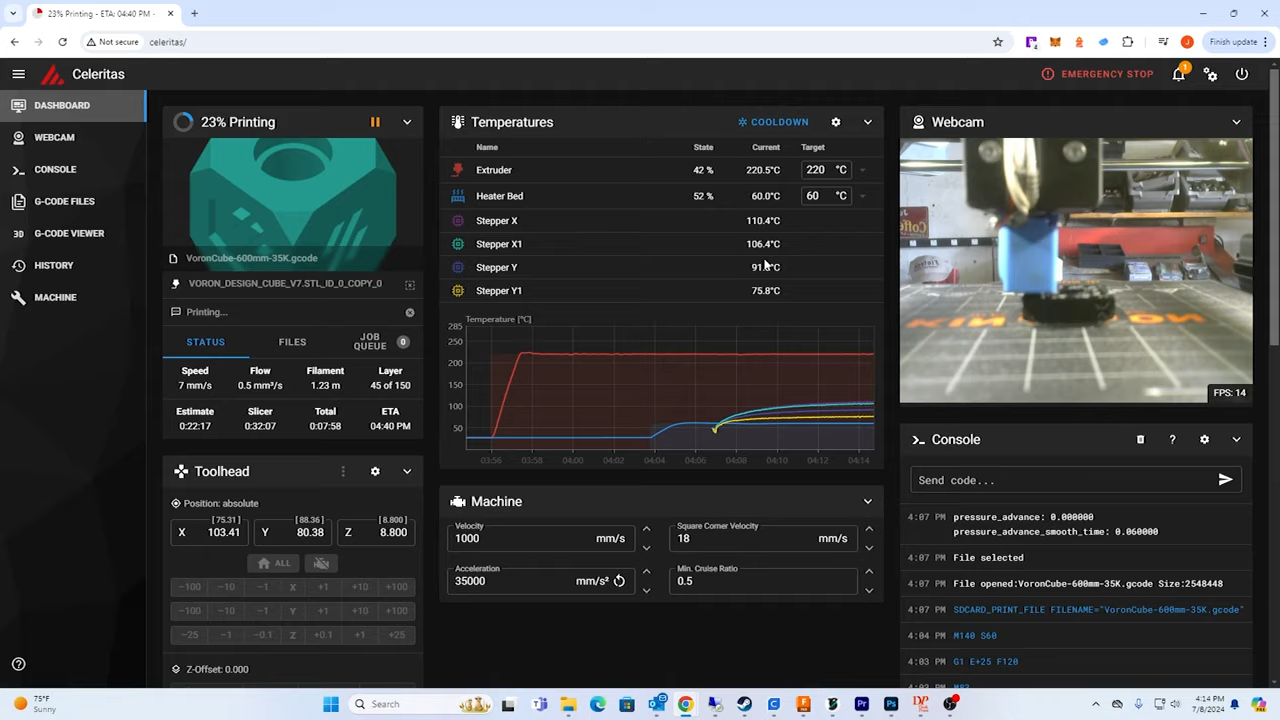 23% Printing - ETA: 04:40 PM
Not secure
celeritas/
Finish update
Celeritas
EMERGENCY STOP
1
DASHBOARD
WEBCAM
CONSOLE
G-CODE FILES
G-CODE VIEWER
HISTORY
MACHINE
23% Printing
VoronCube-600mm-35K.gcode
VORON_DESIGN_CUBE_V7.STL_ID_0_COPY_0
Printing...
STATUS
FILES
JOB QUEUE 0
Speed Flow Filament Layer
7 mm/s 0.5 mm³/s 1.23 m 45 of 150
Estimate Slicer Total ETA
0:22:17 0:32:07 0:07:58 04:40 PM
Toolhead
Position: absolute
[75.31] [88.36] [8.800]
X 103.41 Y 80.38 Z 8.800
ALL
-100 -10 -1 X +1 +10 +100
-100 -10 -1 Y +1 +10 +100
-25 -1 -0.1 Z +0.1 +1 +25
Z-Offset: 0.000
Temperatures
COOLDOWN
Name State Current Target
Extruder 42 % 220.5°C 220 °C
Heater Bed 52 % 60.0°C 60 °C
Stepper X 110.4°C
Stepper X1 106.4°C
Stepper Y
Stepper Y1 75.8°C
Temperature [°C]
285
250
200
150
100
50
03:56 03:58 04:00 04:02 04:04 04:06 04:08 04:10 04:12 04:14
Machine
Velocity
1000 mm/s
Square Corner Velocity
18 mm/s
Acceleration
35000 mm/s²
Min. Cruise Ratio
0.5
Webcam
FPS: 14
Console
Send code...
4:07 PM pressure_advance: 0.000000
pressure_advance_smooth_time: 0.060000
4:07 PM File selected
4:07 PM File opened:VoronCube-600mm-35K.gcode Size:2548448
4:07 PM SDCARD_PRINT_FILE FILENAME="VoronCube-600mm-35K.gcode"
4:04 PM M140 S60
4:03 PM G1 E+25 F120
4:03 PM M83
75°F
Sunny
Search
4:14 PM
7/8/2024